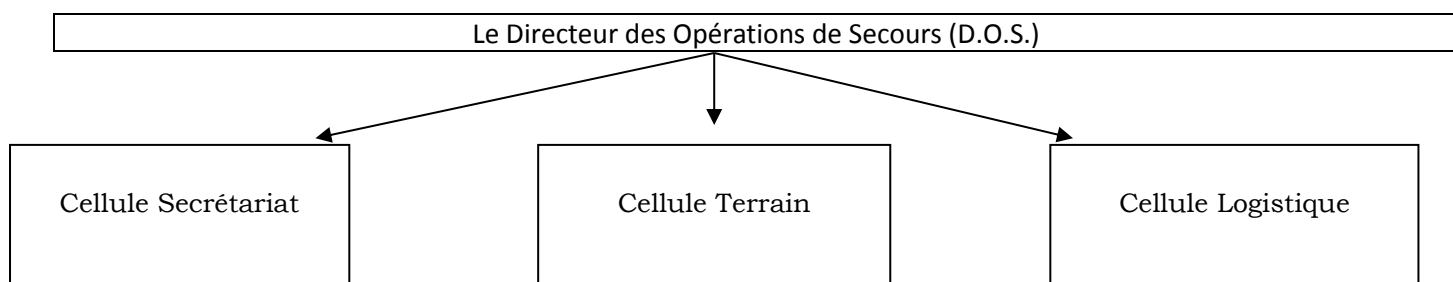 Le Directeur des Opérations de Secours (D.O.S.)
Cellule Secrétariat
Cellule Terrain
Cellule Logistique